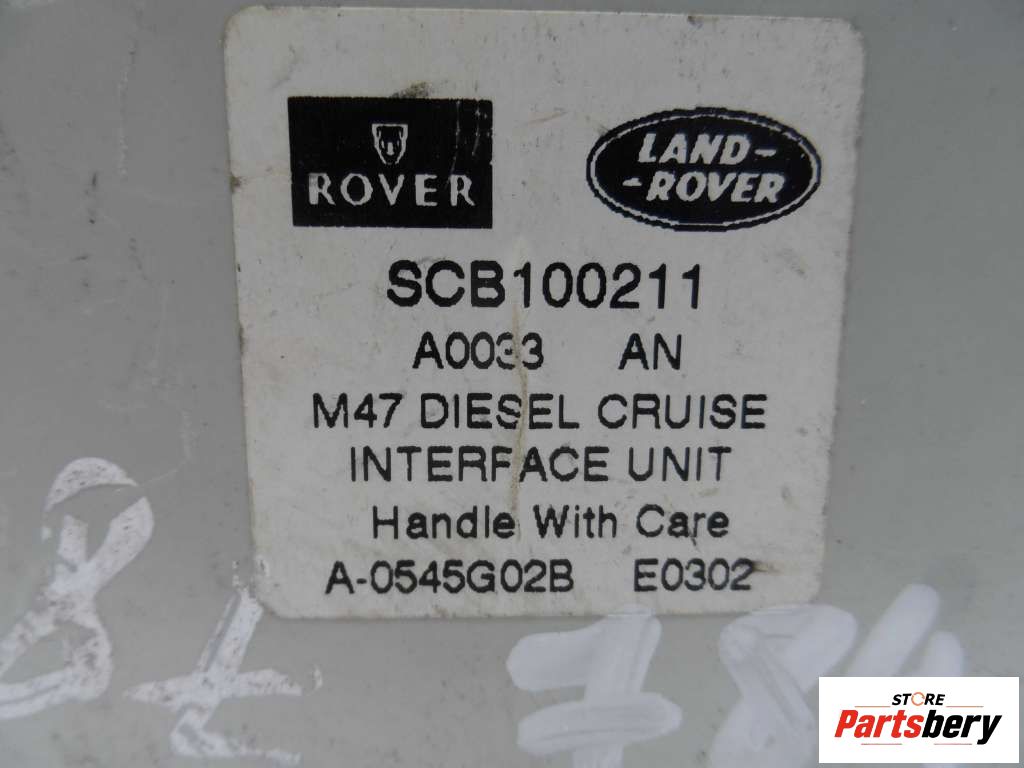 ROVER
LAND-
-ROVER
SCB100211
A0033 AN
M47 DIESEL CRUISE
INTERFACE UNIT
Handle With Care
A-0545G02B E0302
STORE
Partsbery